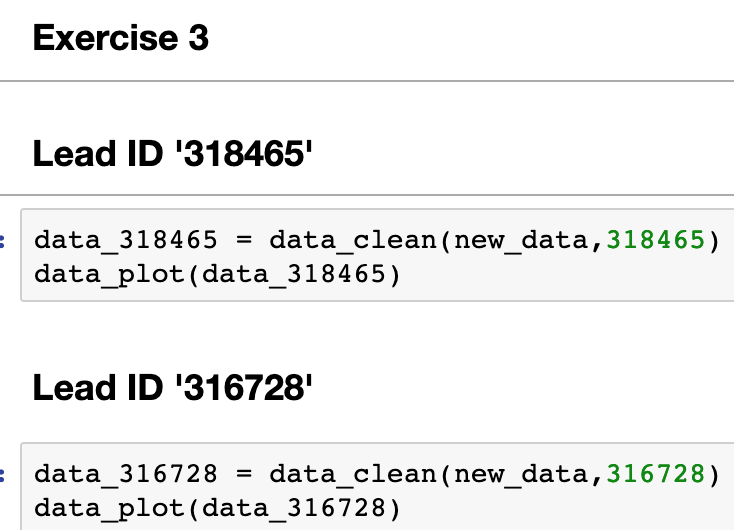 Exercise 3
Lead ID '318465'
: data_318465 = data_clean(new_data,318465)
data_plot(data_318465)
Lead ID '316728'
: data_316728 = data_clean(new_data,316728)
data_plot(data_316728)